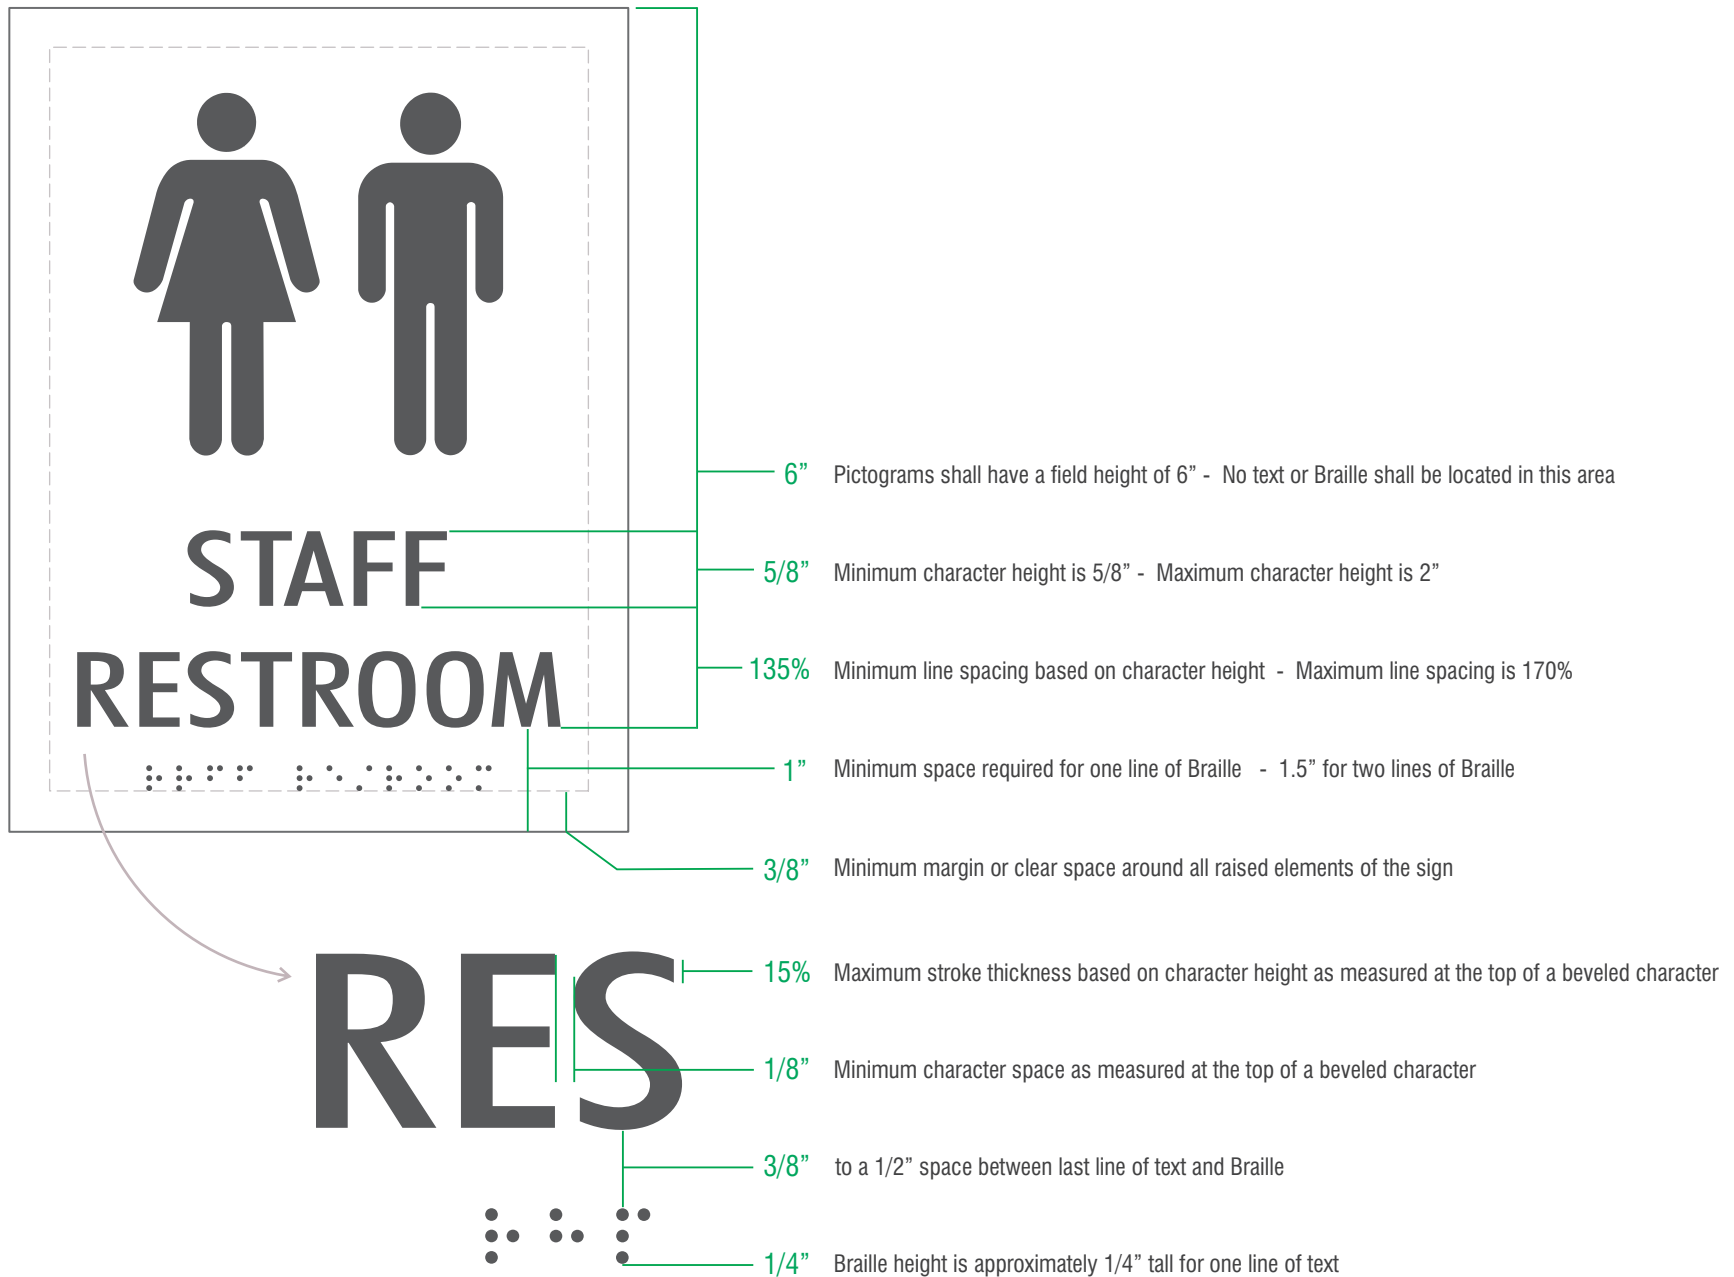 STAFF
RESTROOM
6” Pictograms shall have a field height of 6” - No text or Braille shall be located in this area
5/8” Minimum character height is 5/8” - Maximum character height is 2”
135% Minimum line spacing based on character height - Maximum line spacing is 170%
1” Minimum space required for one line of Braille - 1.5” for two lines of Braille
3/8” Minimum margin or clear space around all raised elements of the sign
RES
15% Maximum stroke thickness based on character height as measured at the top of a beveled character
1/8” Minimum character space as measured at the top of a beveled character
3/8” to a 1/2” space between last line of text and Braille
1/4” Braille height is approximately 1/4” tall for one line of text